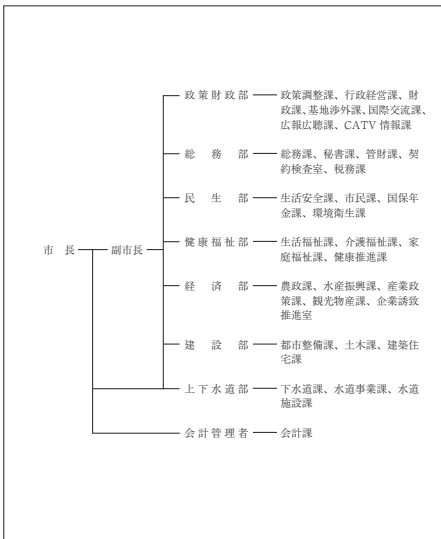 政策財政部 政策調整課、行政経営課、財
政課、基地渉外課、国際交流課、
広報広聴課、CATV 情報課
総務部 総務課、秘書課、管財課、契
約検査室、税務課
民生部 生活安全課、市民課、国保年
金課、環境衛生課
市長 副市長 健康福祉部 生活福祉課、介護福祉課、家
庭福祉課、健康推進課
経済部 農政課、水産振興課、産業政
策課、観光物産課、企業誘致
推進室
建設部 都市整備課、土木課、建築住
宅課
上下水道部 下水道課、水道事業課、水道
施設課
会計管理者 会計課